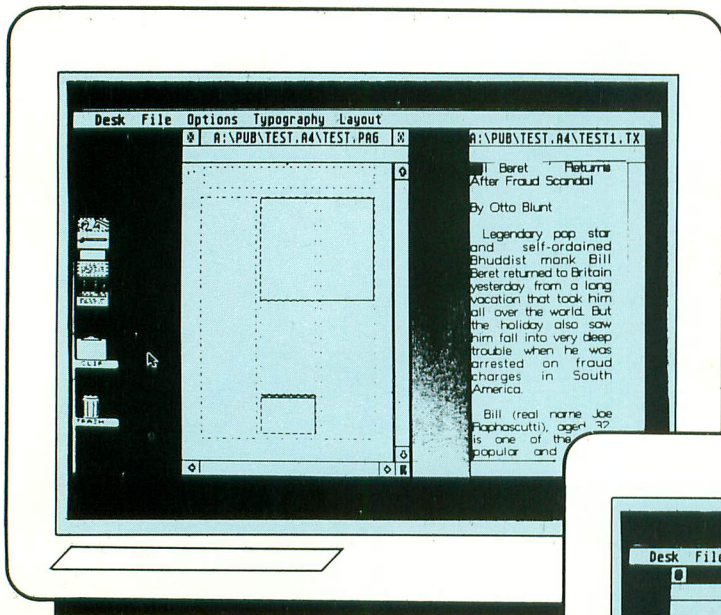 Desk File Options Typography Layout
A:\PUB\TEST.A4\TEST.PAG
A:\PUB\TEST.A4\TEST1.TX
Beret Returns
After Fraud Scandal
By Otto Blunt
Legendary pop star
and self-ordained
Bhuddist monk Bill
Beret returned to Britain
yesterday from a long
vacation that took him
all over the world. But
the holiday also saw
him fall into very deep
trouble when he was
arrested on fraud
charges in South
America.
Bill (real name Joe
Raphascutti), aged 32
is one of the
popular and
CLIP
TRASH
Desk File